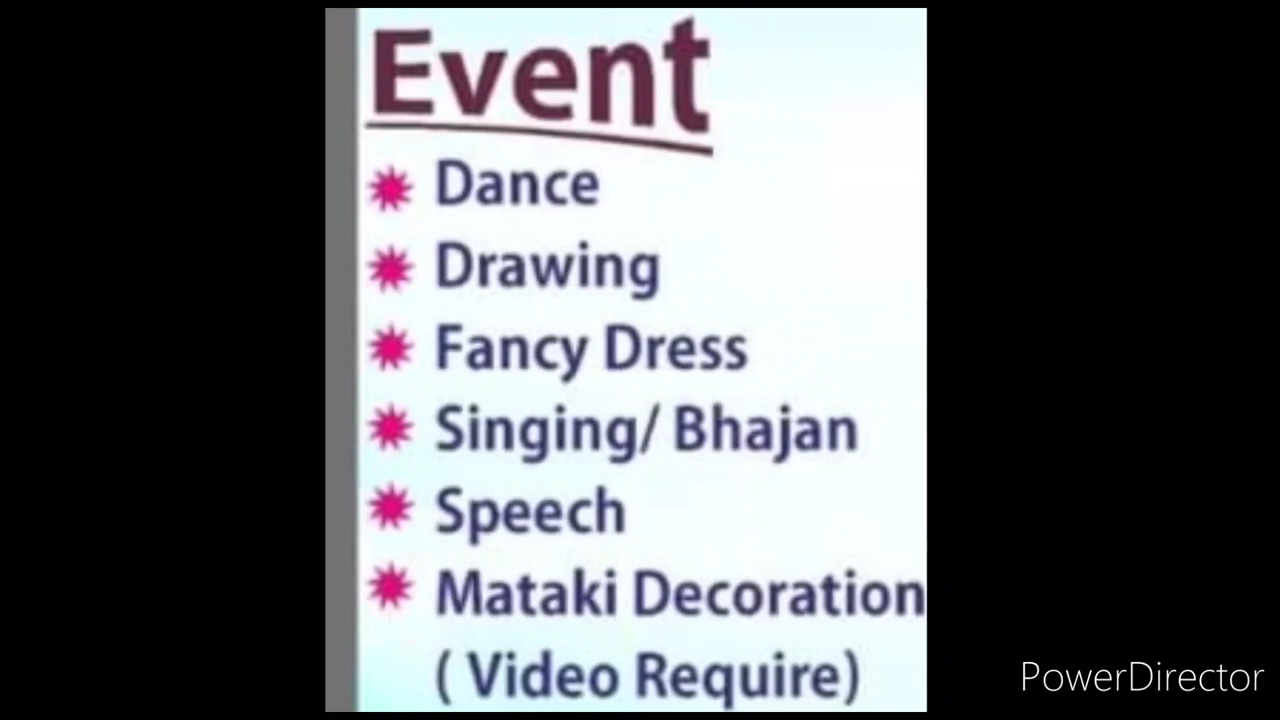 Event
Dance
Drawing
Fancy Dress
Singing/ Bhajan
Speech
Mataki Decoration
( Video Require)
PowerDirector